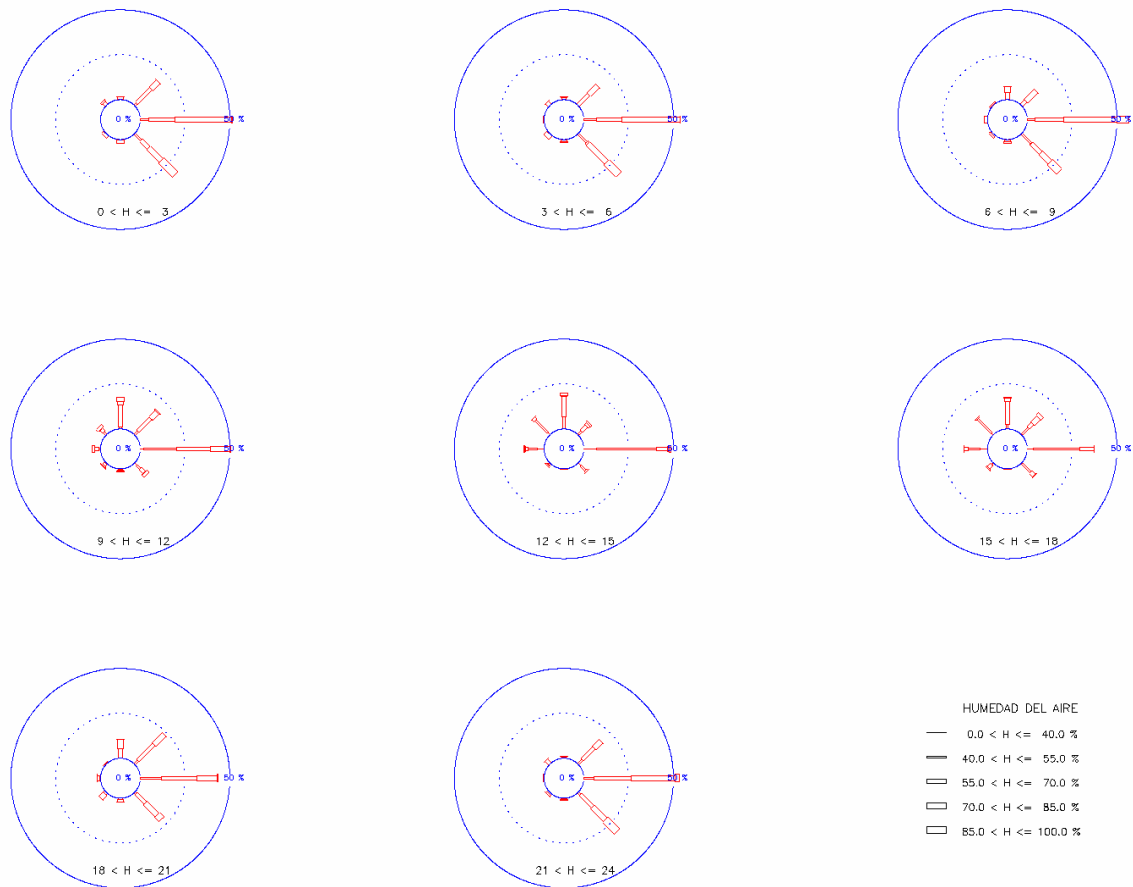 0 %
50 %
0 < H <= 3
0 %
50 %
3 < H <= 6
0 %
50 %
6 < H <= 9
0 %
50 %
9 < H <= 12
0 %
50 %
12 < H <= 15
0 %
50 %
15 < H <= 18
0 %
50 %
18 < H <= 21
0 %
50 %
21 < H <= 24
HUMEDAD DEL AIRE
0.0 < H <= 40.0 %
40.0 < H <= 55.0 %
55.0 < H <= 70.0 %
70.0 < H <= 85.0 %
85.0 < H <= 100.0 %